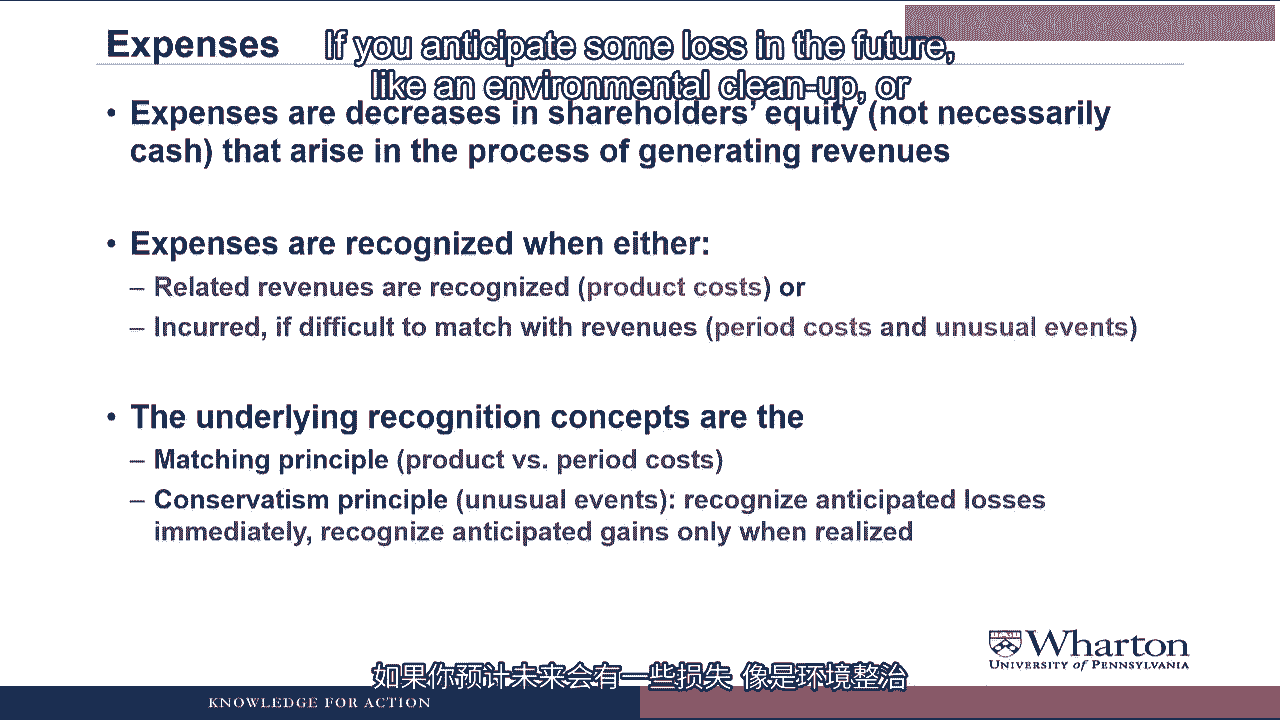 Expenses
If you anticipate some loss in the future,
like an environmental clean-up, or
• Expenses are decreases in shareholders' equity (not necessarily
cash) that arise in the process of generating revenues
• Expenses are recognized when either:
– Related revenues are recognized (product costs) or
– Incurred, if difficult to match with revenues (period costs and unusual events)
• The underlying recognition concepts are the
– Matching principle (product vs. period costs)
– Conservatism principle (unusual events): recognize anticipated losses
immediately, recognize anticipated gains only when realized
Wharton
UNIVERSITY of PENNSYLVANIA
如果你预计未来会有一些损失 像是环境整治
KNOWLEDGE FOR ACTION